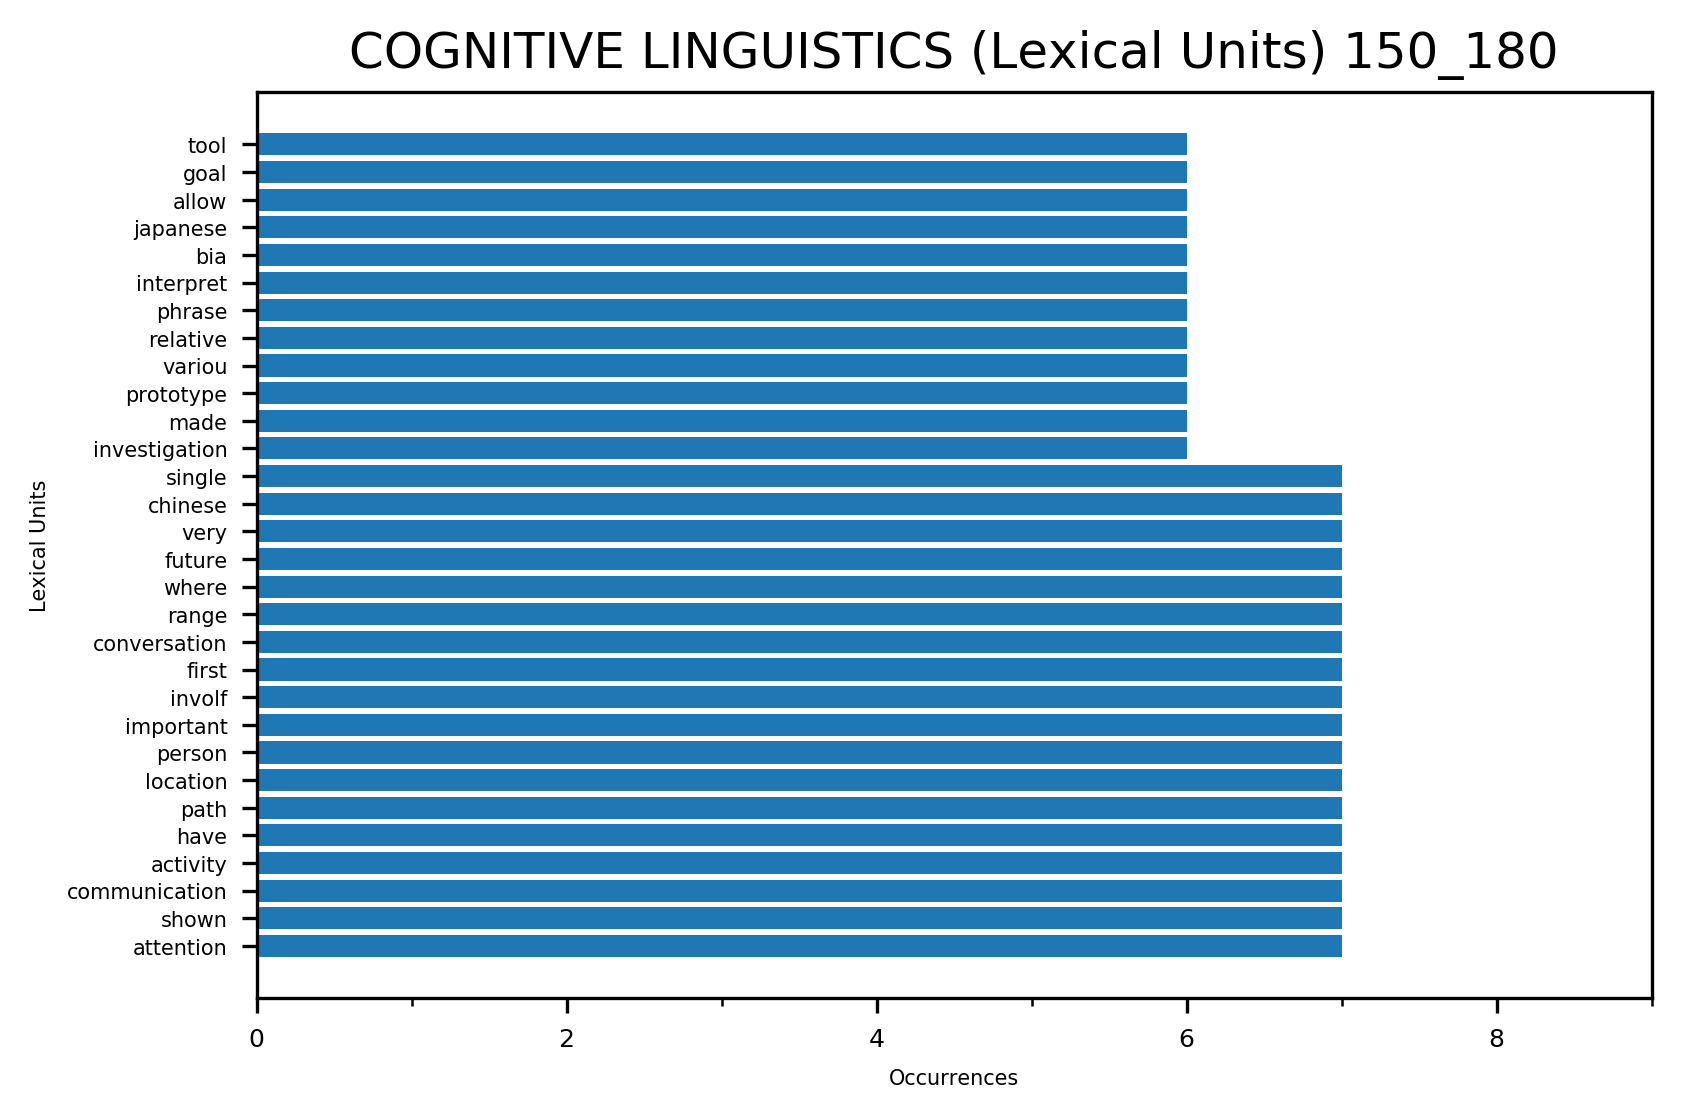 COGNITIVE LINGUISTICS (Lexical Units) 150_180
tool
goal
allow
japanese
bia
interpret
phrase
relative
variou
prototype
made
investigation
single
chinese
very
future
where
range
conversation
first
involf
important
person
location
path
have
activity
communication
shown
attention
Lexical Units
0 2 4 6 8
Occurrences